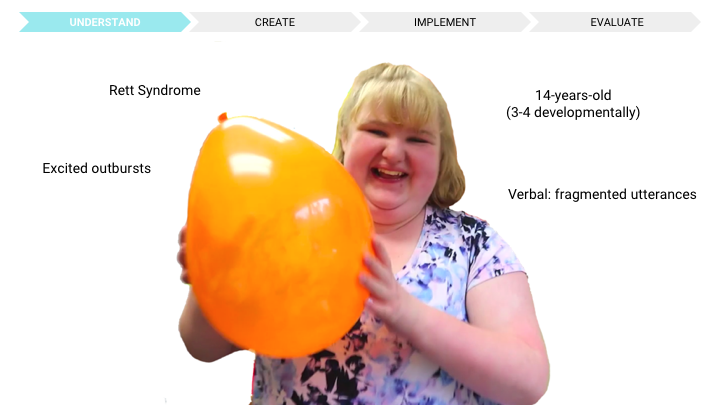 UNDERSTAND
CREATE
IMPLEMENT
EVALUATE
Rett Syndrome
14-years-old
(3-4 developmentally)
Excited outbursts
Verbal: fragmented utterances